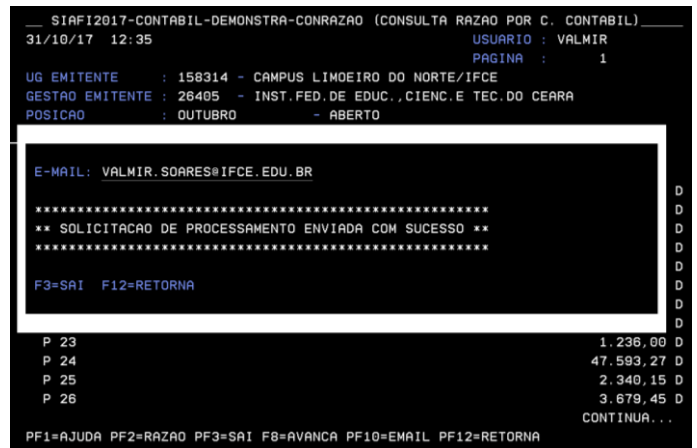 __ SIAFI2017-CONTABIL-DEMONSTRA-CONRAZAO (CONSULTA RAZAO POR C. CONTABIL)_____
31/10/17 12:35 USUARIO : VALMIR
PAGINA : 1
UG EMITENTE : 158314 - CAMPUS LIMOEIRO DO NORTE/IFCE
GESTAO EMITENTE : 26405 - INST.FED.DE EDUC.,CIENC.E TEC.DO CEARA
POSICAO : OUTUBRO - ABERTO
E-MAIL: VALMIR.SOARES@IFCE.EDU.BR
D
******************************************************* D
** SOLICITACAO DE PROCESSAMENTO ENVIADA COM SUCESSO ** D
******************************************************* D
D
F3=SAI F12=RETORNA D
D
D
P 23 1.236,00 D
P 24 47.593,27 D
P 25 2.340,15 D
P 26 3.679,45 D
CONTINUA...
PF1=AJUDA PF2=RAZAO PF3=SAI F8=AVANCA PF10=EMAIL PF12=RETORNA